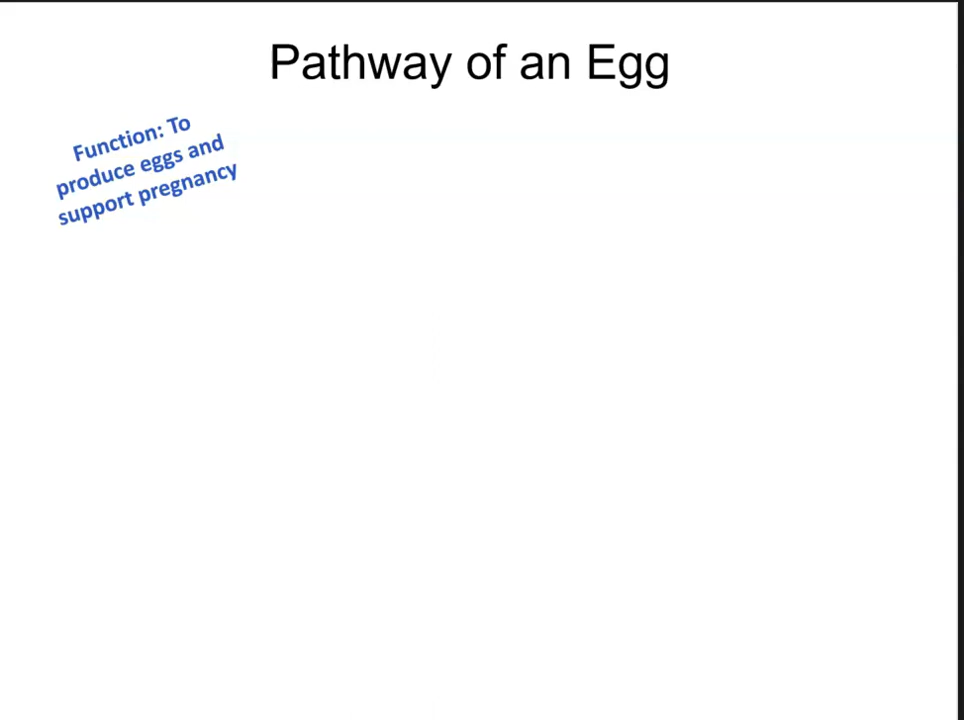 Pathway of an Egg
Function: To
produce eggs and
support pregnancy